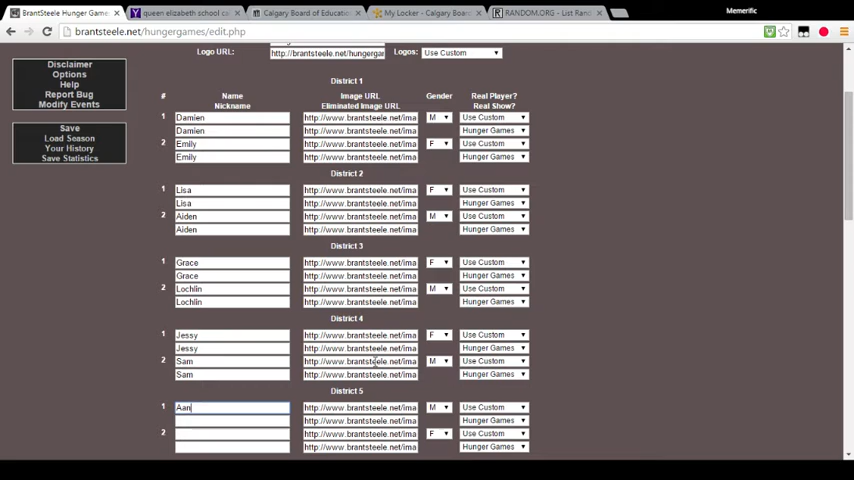 BrantSteele Hunger Games
queen elizabeth school ca
Calgary Board of Education
My Locker - Calgary Board
RANDOM.ORG - List Ran
Memerific
brantsteele.net/hungergames/edit.php
Logo URL: http://brantsteele.net/hungergar Logos: Use Custom
Disclaimer
Options
Help
Report Bug
Modify Events
Save
Load Season
Your History
Save Statistics
District 1
# Name Image URL Gender Real Player?
Nickname Eliminated Image URL Real Show?
1 Damien http://www.brantsteele.net/ima M Use Custom
Damien http://www.brantsteele.net/ima Hunger Games
2 Emily http://www.brantsteele.net/ima F Use Custom
Emily http://www.brantsteele.net/ima Hunger Games
District 2
1 Lisa http://www.brantsteele.net/ima F Use Custom
Lisa http://www.brantsteele.net/ima Hunger Games
2 Aiden http://www.brantsteele.net/ima M Use Custom
Aiden http://www.brantsteele.net/ima Hunger Games
District 3
1 Grace http://www.brantsteele.net/ima F Use Custom
Grace http://www.brantsteele.net/ima Hunger Games
2 Lochlin http://www.brantsteele.net/ima M Use Custom
Lochlin http://www.brantsteele.net/ima Hunger Games
District 4
1 Jessy http://www.brantsteele.net/ima F Use Custom
Jessy http://www.brantsteele.net/ima Hunger Games
2 Sam http://www.brantsteele.net/ima M Use Custom
Sam http://www.brantsteele.net/ima Hunger Games
District 5
1 Aan http://www.brantsteele.net/ima M Use Custom
http://www.brantsteele.net/ima Hunger Games
2 http://www.brantsteele.net/ima F Use Custom
http://www.brantsteele.net/ima Hunger Games